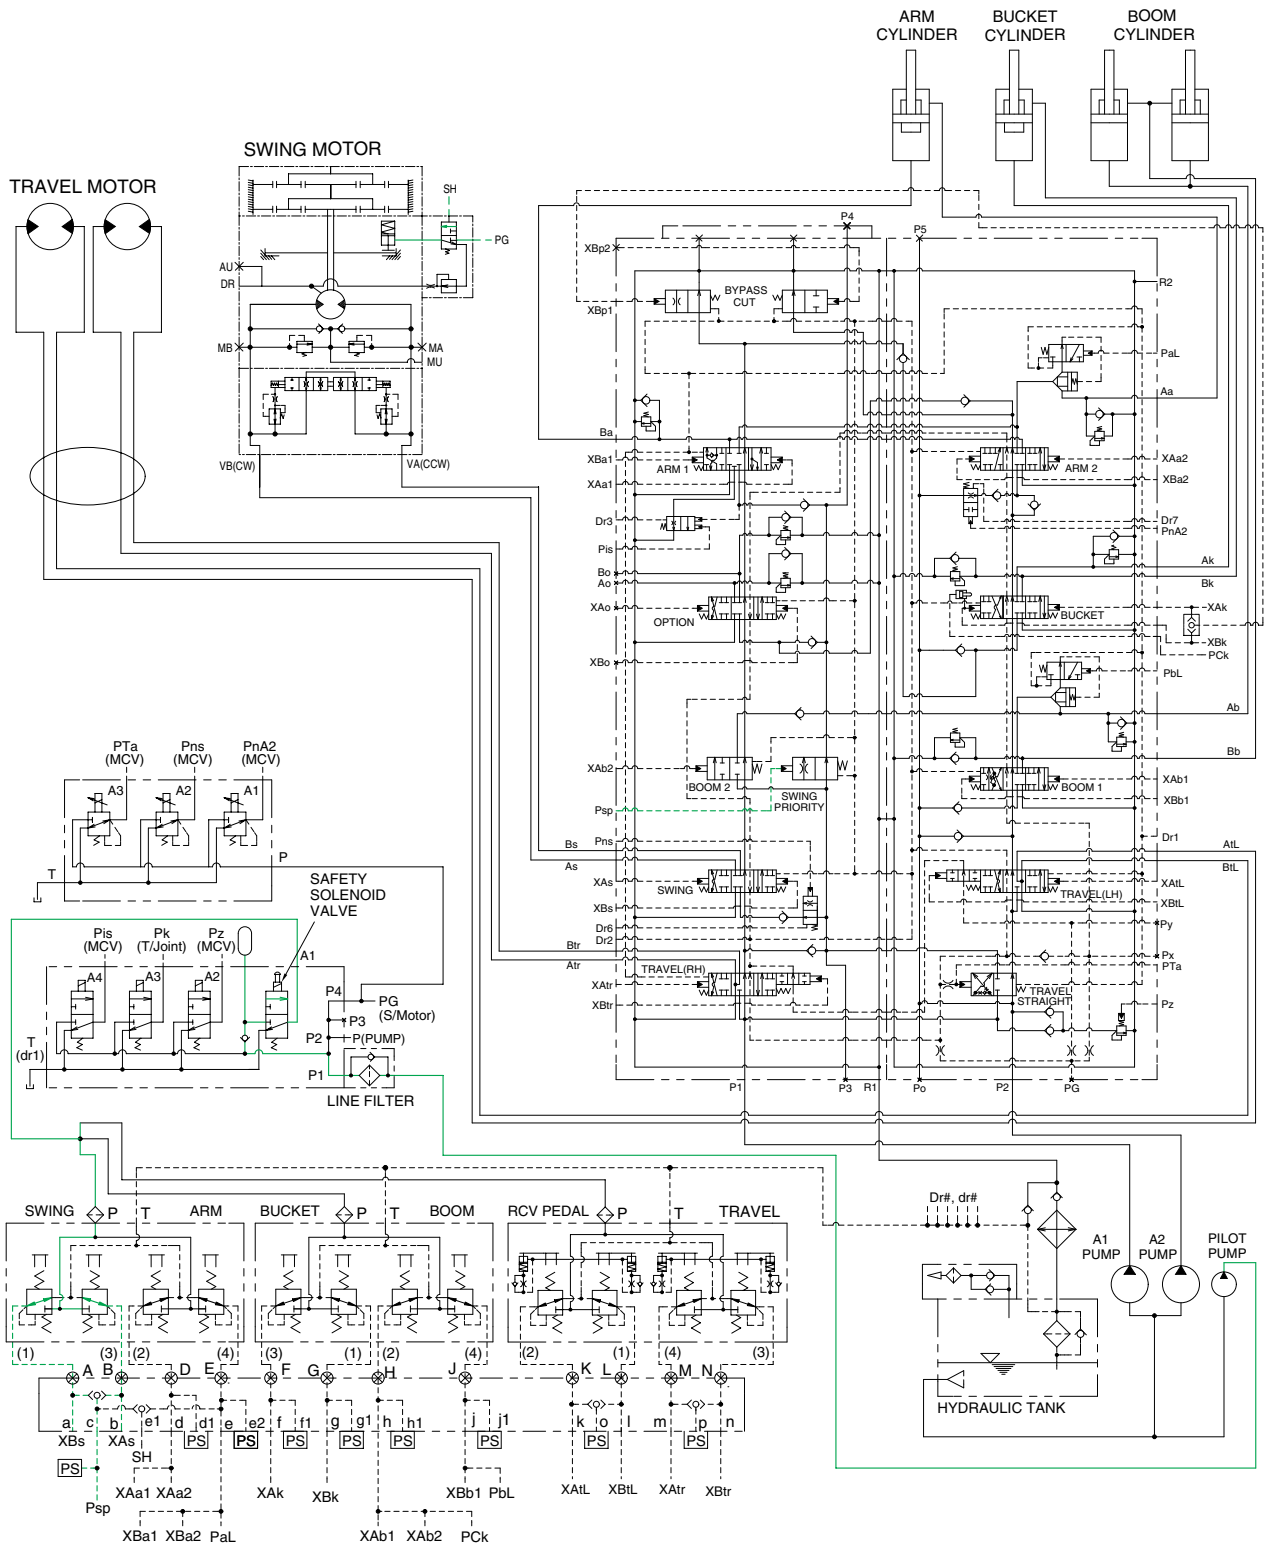 ARM
CYLINDER
BUCKET
CYLINDER
BOOM
CYLINDER
SWING MOTOR
TRAVEL MOTOR
SH
PG
AU
DR
MB
MA
MU
VB(CW)
VA(CCW)
P4
P5
XBp2
XBp1
BYPASS
CUT
R2
PaL
Aa
Ba
XBa1
ARM 1
XAa1
ARM 2
XAa2
XBa2
Dr3
Pis
Dr7
PnA2
Bo
Ao
XAo
OPTION
XBo
Ak
Bk
BUCKET
XAk
XBk
PCk
PbL
Ab
Bb
XAb2
BOOM 2
SWING
PRIORITY
Psp
BOOM 1
XAb1
XBb1
Pns
Dr1
Bs
As
AtL
BtL
XAs
SWING
XBs
TRAVEL(LH)
XAtL
XBtL
Dr6
Dr2
Py
Btr
Atr
TRAVEL(RH)
XAtr
XBtr
Px
PTa
TRAVEL
STRAIGHT
Pz
P1
P3
R1
Po
P2
PG
PTa
(MCV)
Pns
(MCV)
PnA2
(MCV)
A3
A2
A1
T
P
SAFETY
SOLENOID
VALVE
Pis
(MCV)
Pk
(T/Joint)
Pz
(MCV)
A1
A4
A3
A2
P4
PG
(S/Motor)
P3
P2
P(PUMP)
T
(dr1)
P1
LINE FILTER
SWING
P
T
ARM
BUCKET
P
T
BOOM
RCV PEDAL
P
T
TRAVEL
(1)
(3)
(2)
(4)
(3)
(1)
(2)
(4)
(2)
(1)
(4)
(3)
A
B
D
E
F
G
H
J
K
L
M
N
a
c
b
e1
d
d1
e
e2
f
f1
g
g1
h
h1
j
j1
k
o
l
m
p
n
XBs
XAs
PS
PS
PS
PS
PS
PS
PS
PS
PS
SH
Psp
XAa1
XAa2
XBa1
XBa2
PaL
XAk
XBk
XAb1
XAb2
PCk
XBb1
PbL
XAtL
XBtL
XAtr
XBtr
Dr#, dr#
A1
PUMP
A2
PUMP
PILOT
PUMP
HYDRAULIC TANK